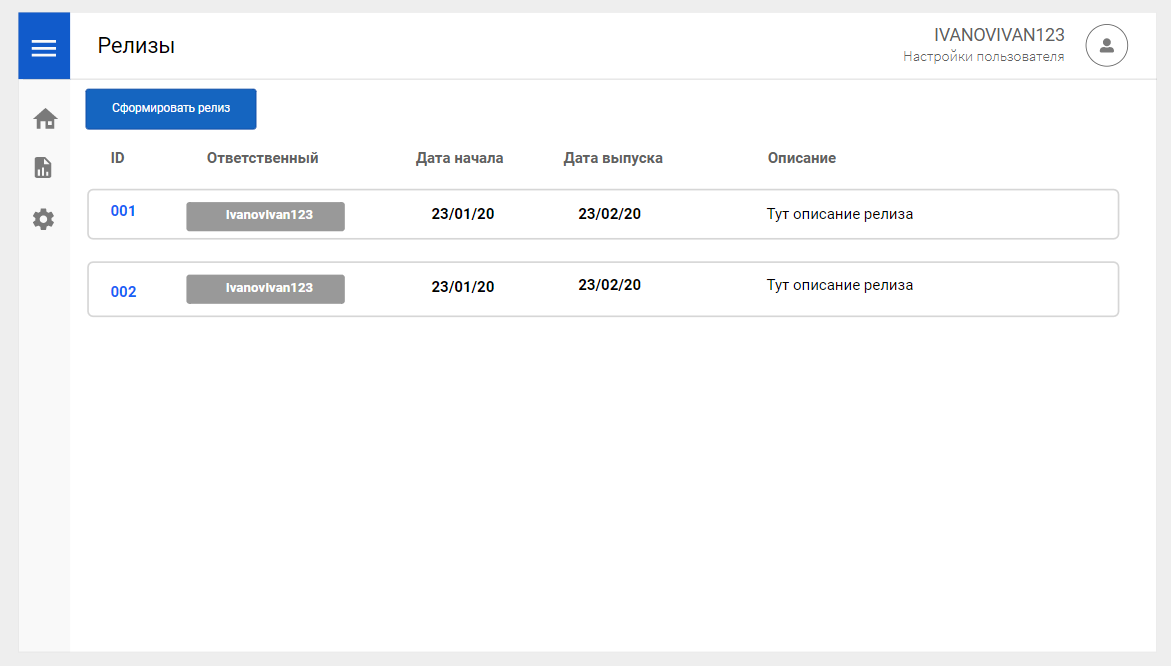 Релизы
IVANOVIVAN123
Настройки пользователя
Сформировать релиз
ID Ответственный Дата начала Дата выпуска Описание
001 IvanovIvan123 23/01/20 23/02/20 Тут описание релиза
002 IvanovIvan123 23/01/20 23/02/20 Тут описание релиза